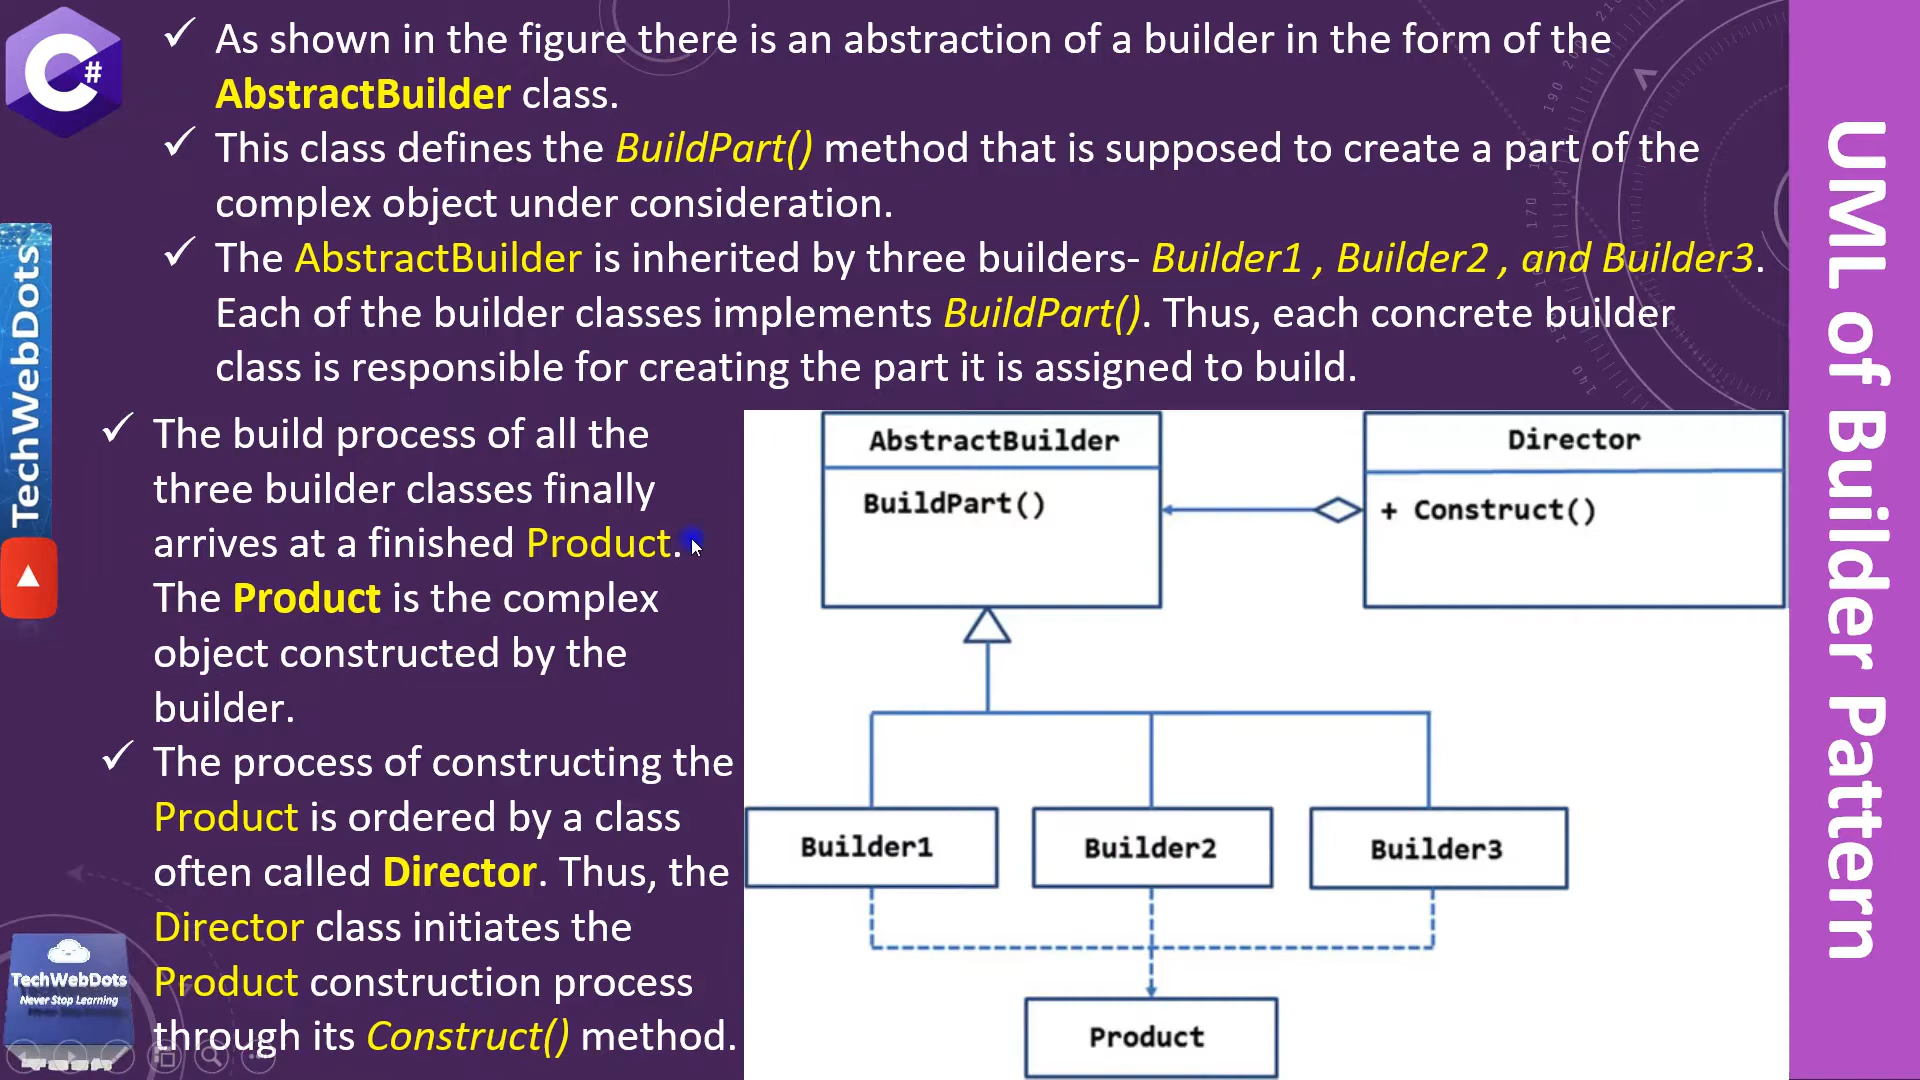 As shown in the figure there is an abstraction of a builder in the form of the
AbstractBuilder class.
This class defines the BuildPart() method that is supposed to create a part of the
complex object under consideration.
The AbstractBuilder is inherited by three builders- Builder1 , Builder2 , and Builder3.
Each of the builder classes implements BuildPart(). Thus, each concrete builder
class is responsible for creating the part it is assigned to build.
The build process of all the
three builder classes finally
arrives at a finished Product.
The Product is the complex
object constructed by the
builder.
The process of constructing the
Product is ordered by a class
often called Director. Thus, the
Director class initiates the
Product construction process
through its Construct() method.
AbstractBuilder
BuildPart()
Director
+ Construct()
Builder1
Builder2
Builder3
Product
UML of Builder Pattern
C#
TechWebDots
TechWebDots
Never Stop Learning
190
200
210
170
140